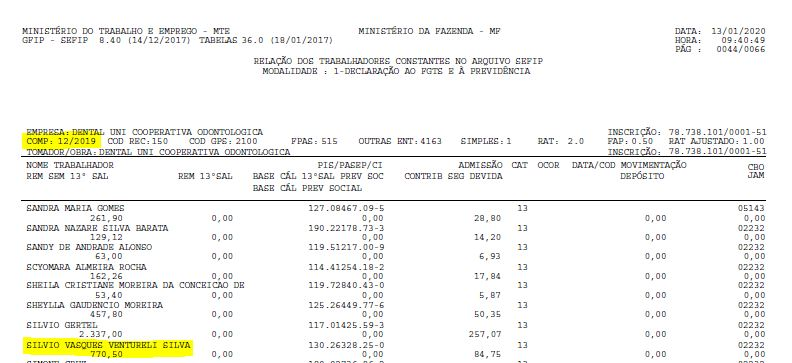 MINISTÉRIO DO TRABALHO E EMPREGO - MTE MINISTÉRIO DA FAZENDA - MF DATA: 13/01/2020
GFIP - SEFIP 8.40 (14/12/2017) TABELAS 36.0 (18/01/2017) HORA: 09:40:49
PÁG : 0044/0066
RELAÇÃO DOS TRABALHADORES CONSTANTES NO ARQUIVO SEFIP
MODALIDADE : 1-DECLARAÇÃO AO FGTS E À PREVIDÊNCIA
EMPRESA: DENTAL UNI COOPERATIVA ODONTOLOGICA INSCRIÇÃO: 78.738.101/0001-51
COMP: 12/2019 COD REC:150 COD GPS:2100 FPAS:515 OUTRAS ENT:4163 SIMPLES:1 RAT: 2.0 FAP:0.50 RAT AJUSTADO:1.00
TOMADOR/OBRA:DENTAL UNI COOPERATIVA ODONTOLOGICA INSCRIÇÃO: 78.738.101/0001-51
NOME TRABALHADOR PIS/PASEP/CI ADMISSÃO CAT OCOR DATA/COD MOVIMENTAÇÃO CBO
REM SEM 13° SAL REM 13°SAL BASE CÁL 13°SAL PREV SOC CONTRIB SEG DEVIDA DEPÓSITO JAM
BASE CÁL PREV SOCIAL
SANDRA MARIA GOMES 127.08467.09-5 13 05143
261,90 0,00 0,00 28,80 0,00 0,00
SANDRA NAZARE SILVA BARATA 190.22178.73-3 13 02232
129,12 0,00 0,00 14,20 0,00 0,00
SANDY DE ANDRADE ALONSO 119.51217.00-9 13 02232
63,00 0,00 0,00 6,93 0,00 0,00
SCYOMARA ALMEIRA ROCHA 114.41254.18-2 13 02232
162,26 0,00 0,00 17,84 0,00 0,00
SHEILA CRISTIANE MOREIRA DA CONCEICAO DE 119.72840.43-0 13 02232
53,40 0,00 0,00 5,87 0,00 0,00
SHEYLLA GAUDENCIO MOREIRA 125.26449.77-6 13 02232
457,80 0,00 0,00 50,35 0,00 0,00
SILVIO GERTEL 117.01425.59-3 13 02232
2.337,00 0,00 0,00 257,07 0,00 0,00
SILVIO VASQUES VENTURELI SILVA 130.26328.25-0 13 02232
770,50 0,00 0,00 84,75 0,00 0,00